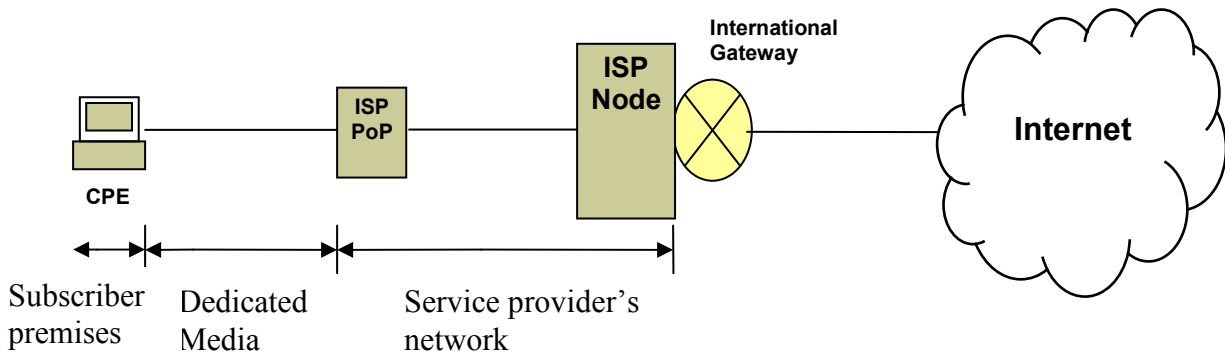 International
Gateway
ISP
Node
ISP
PoP
Internet
CPE
Subscriber
premises
Dedicated
Media
Service provider’s
network